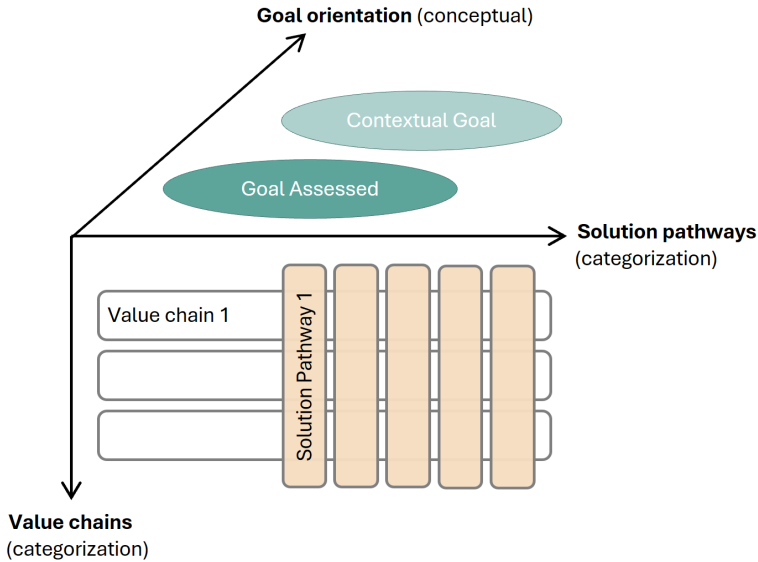 Goal orientation (conceptual)
Contextual Goal
Goal Assessed
Solution pathways
(categorization)
Value chain 1
Solution Pathway 1
Value chains
(categorization)